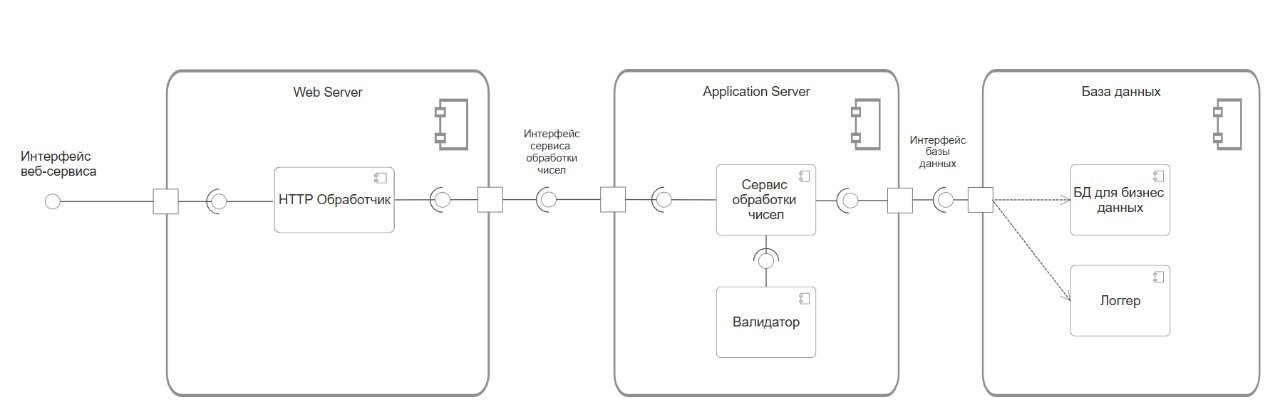 Web Server
Application Server
База данных
Интерфейс
веб-сервиса
Интерфейс
сервиса
обработки
чисел
Интерфейс
базы
данных
HTTP Обработчик
Сервис
обработки
чисел
БД для бизнес
данных
Валидатор
Логгер